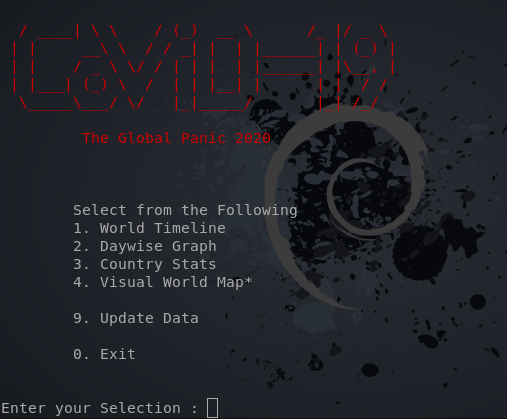 CoViD-19
The Global Panic 2020
Select from the Following
1. World Timeline
2. Daywise Graph
3. Country Stats
4. Visual World Map*
9. Update Data
0. Exit
Enter your Selection :